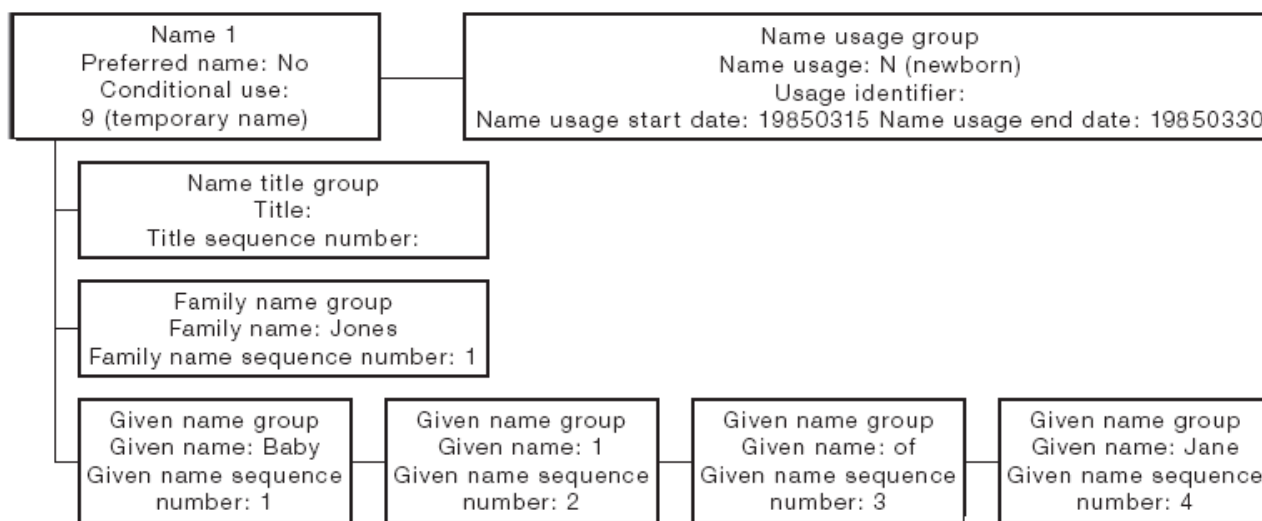 Name 1
Preferred name: No
Conditional use:
9 (temporary name)
Name usage group
Name usage: N (newborn)
Usage identifier:
Name usage start date: 19850315 Name usage end date: 19850330
Name title group
Title:
Title sequence number:
Family name group
Family name: Jones
Family name sequence number: 1
Given name group
Given name: Baby
Given name sequence
number: 1
Given name group
Given name: 1
Given name sequence
number: 2
Given name group
Given name: of
Given name sequence
number: 3
Given name group
Given name: Jane
Given name sequence
number: 4